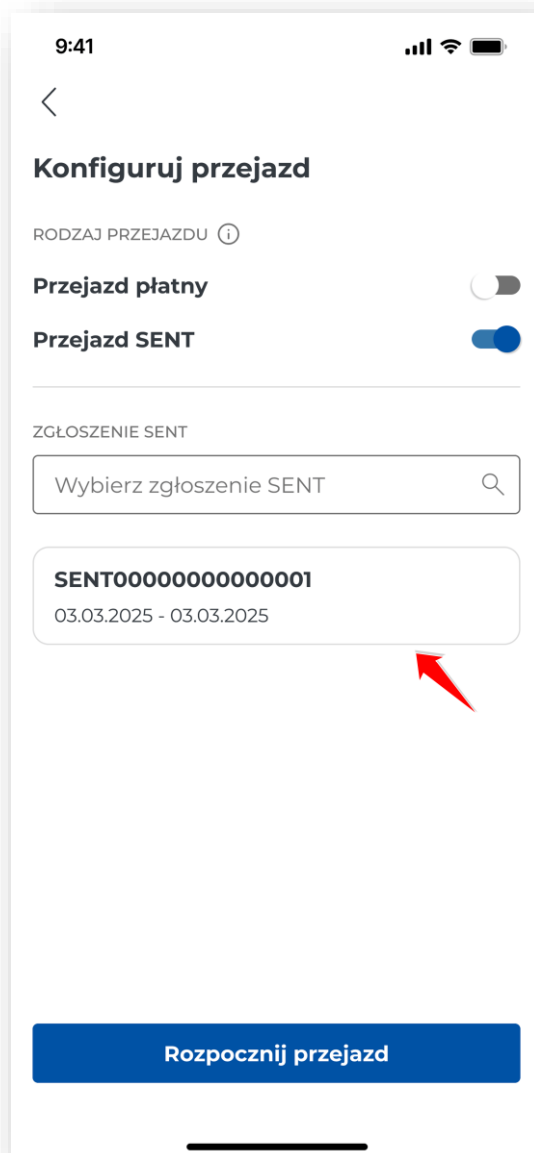 9:41
Konfiguruj przejazd
RODZAJ PRZEJAZDU
Przejazd płatny
Przejazd SENT
ZGŁOSZENIE SENT
Wybierz zgłoszenie SENT
SENT00000000000001
03.03.2025 - 03.03.2025
Rozpocznij przejazd